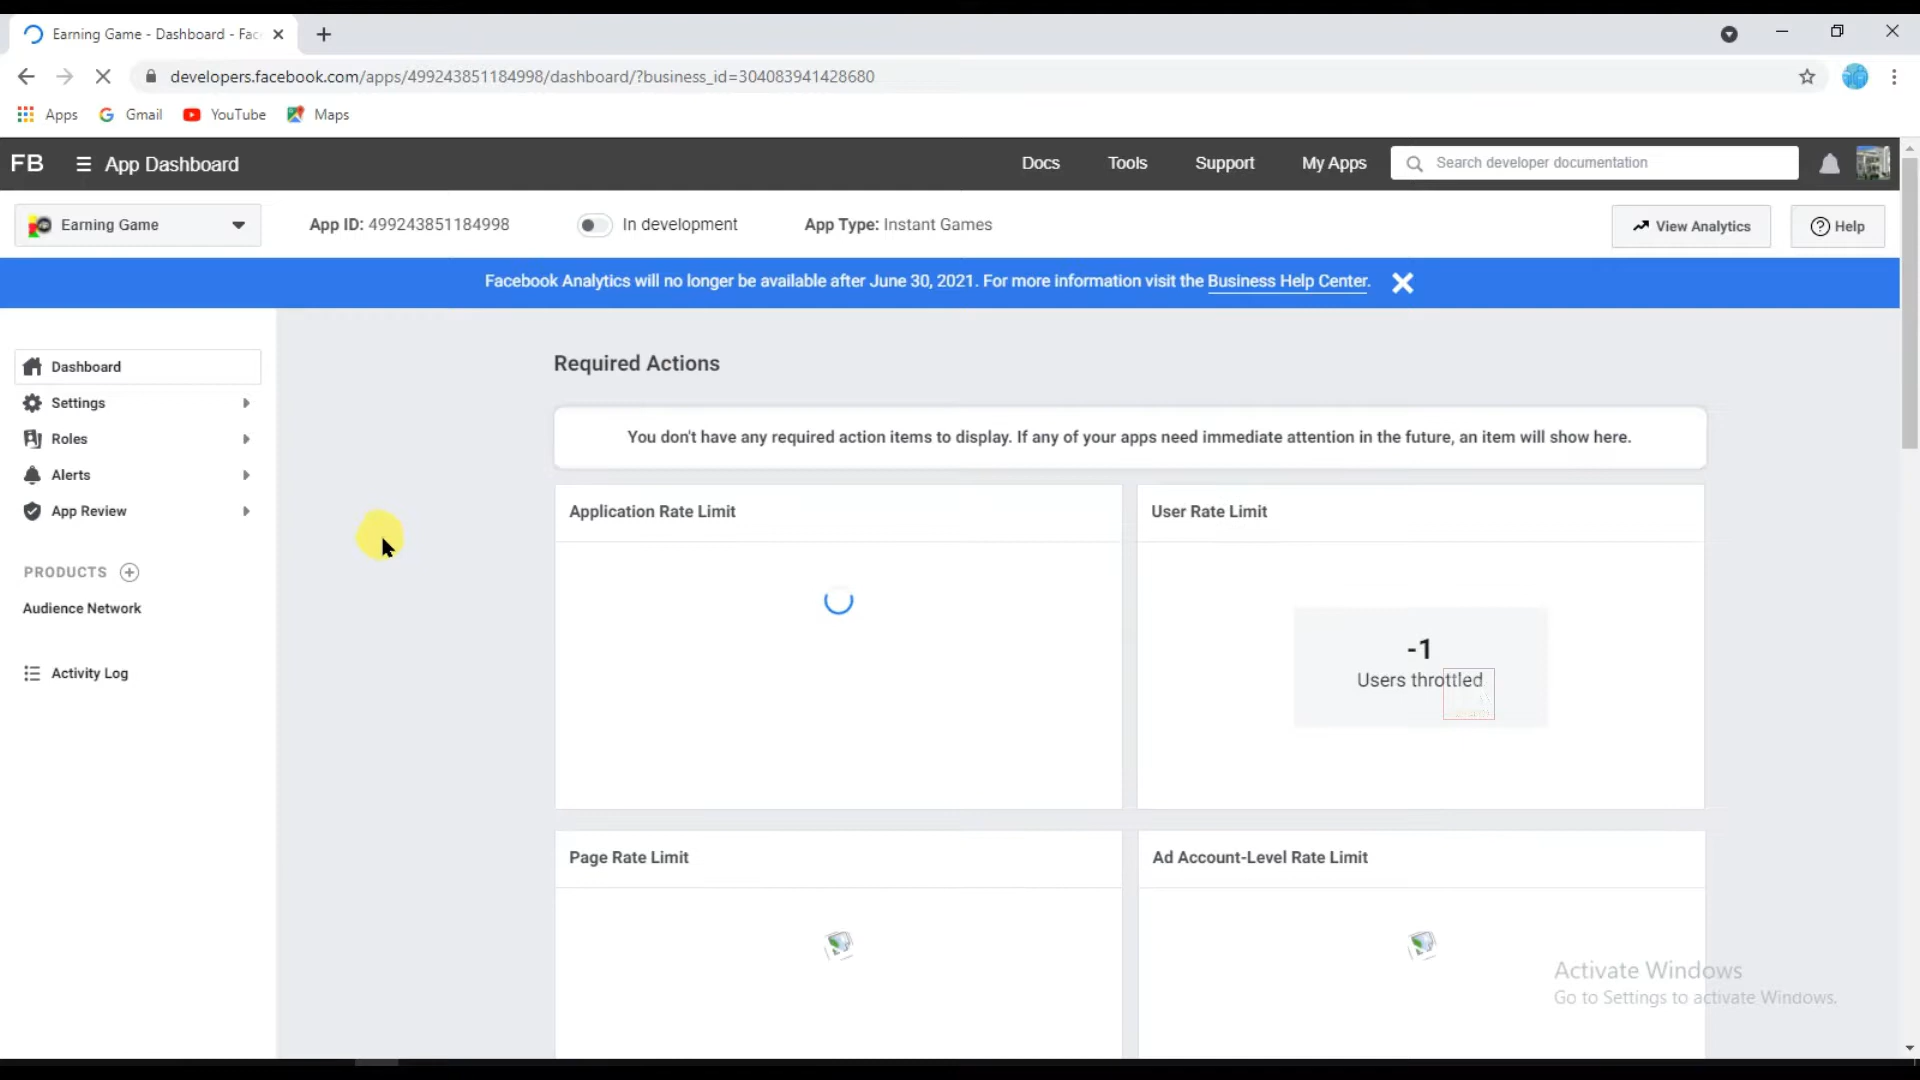 Earning Game - Dashboard - Fac
developers.facebook.com/apps/499243851184998/dashboard/?business_id=304083941428680
Apps Gmail YouTube Maps
FB App Dashboard Docs Tools Support My Apps Search developer documentation
Earning Game App ID: 499243851184998 In development App Type: Instant Games View Analytics Help
Facebook Analytics will no longer be available after June 30, 2021. For more information visit the Business Help Center.
Dashboard
Settings
Roles
Alerts
App Review
PRODUCTS
Audience Network
Activity Log
Required Actions
You don't have any required action items to display. If any of your apps need immediate attention in the future, an item will show here.
Application Rate Limit
User Rate Limit
-1
Users throttled
Page Rate Limit
Ad Account-Level Rate Limit
Activate Windows
Go to Settings to activate Windows.